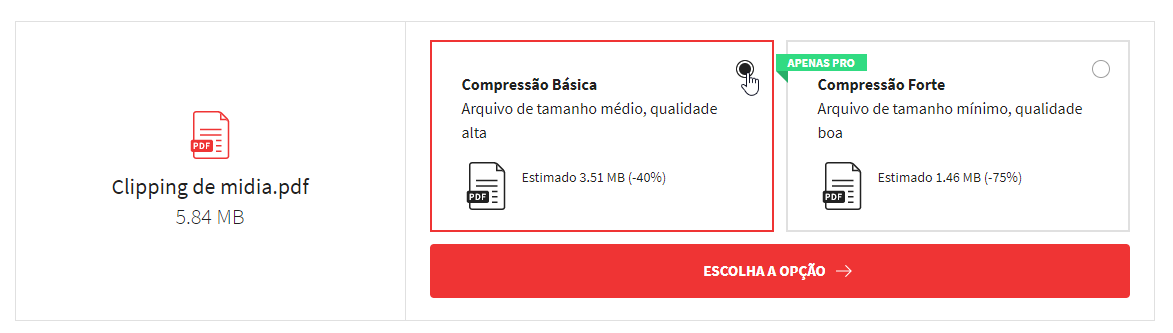 PDF
Clipping de midia.pdf
5.84 MB
Compressão Básica
Arquivo de tamanho médio, qualidade
alta
PDF
Estimado 3.51 MB (-40%)
APENAS PRO
Compressão Forte
Arquivo de tamanho mínimo, qualidade
boa
PDF
Estimado 1.46 MB (-75%)
ESCOLHA A OPÇÃO